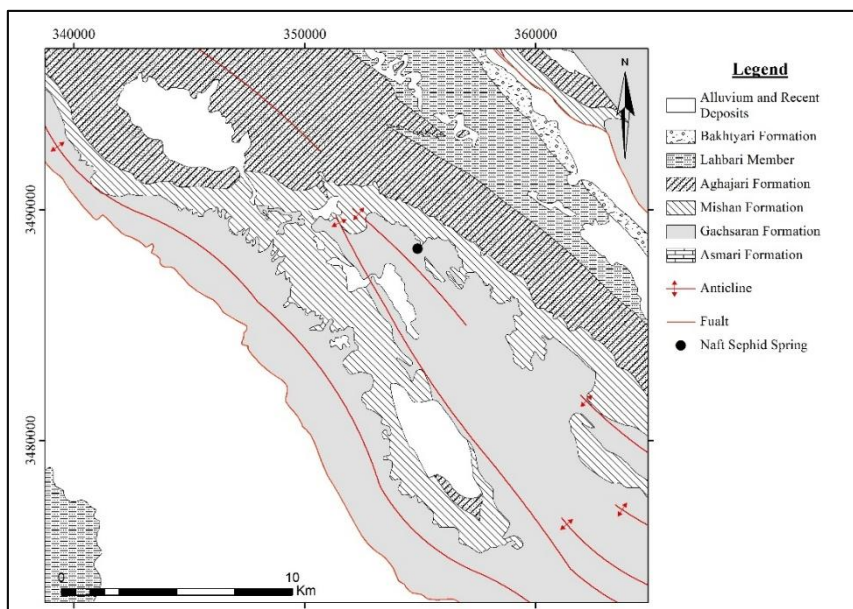 340000
350000
360000
N
3490000
3480000
0
10
Km
Legend
Alluvium and Recent
Deposits
Bakhtyari Formation
Lahbari Member
Aghajari Formation
Mishan Formation
Gachsaran Formation
Asmari Formation
Anticline
Fualt
Naft Sephid Spring